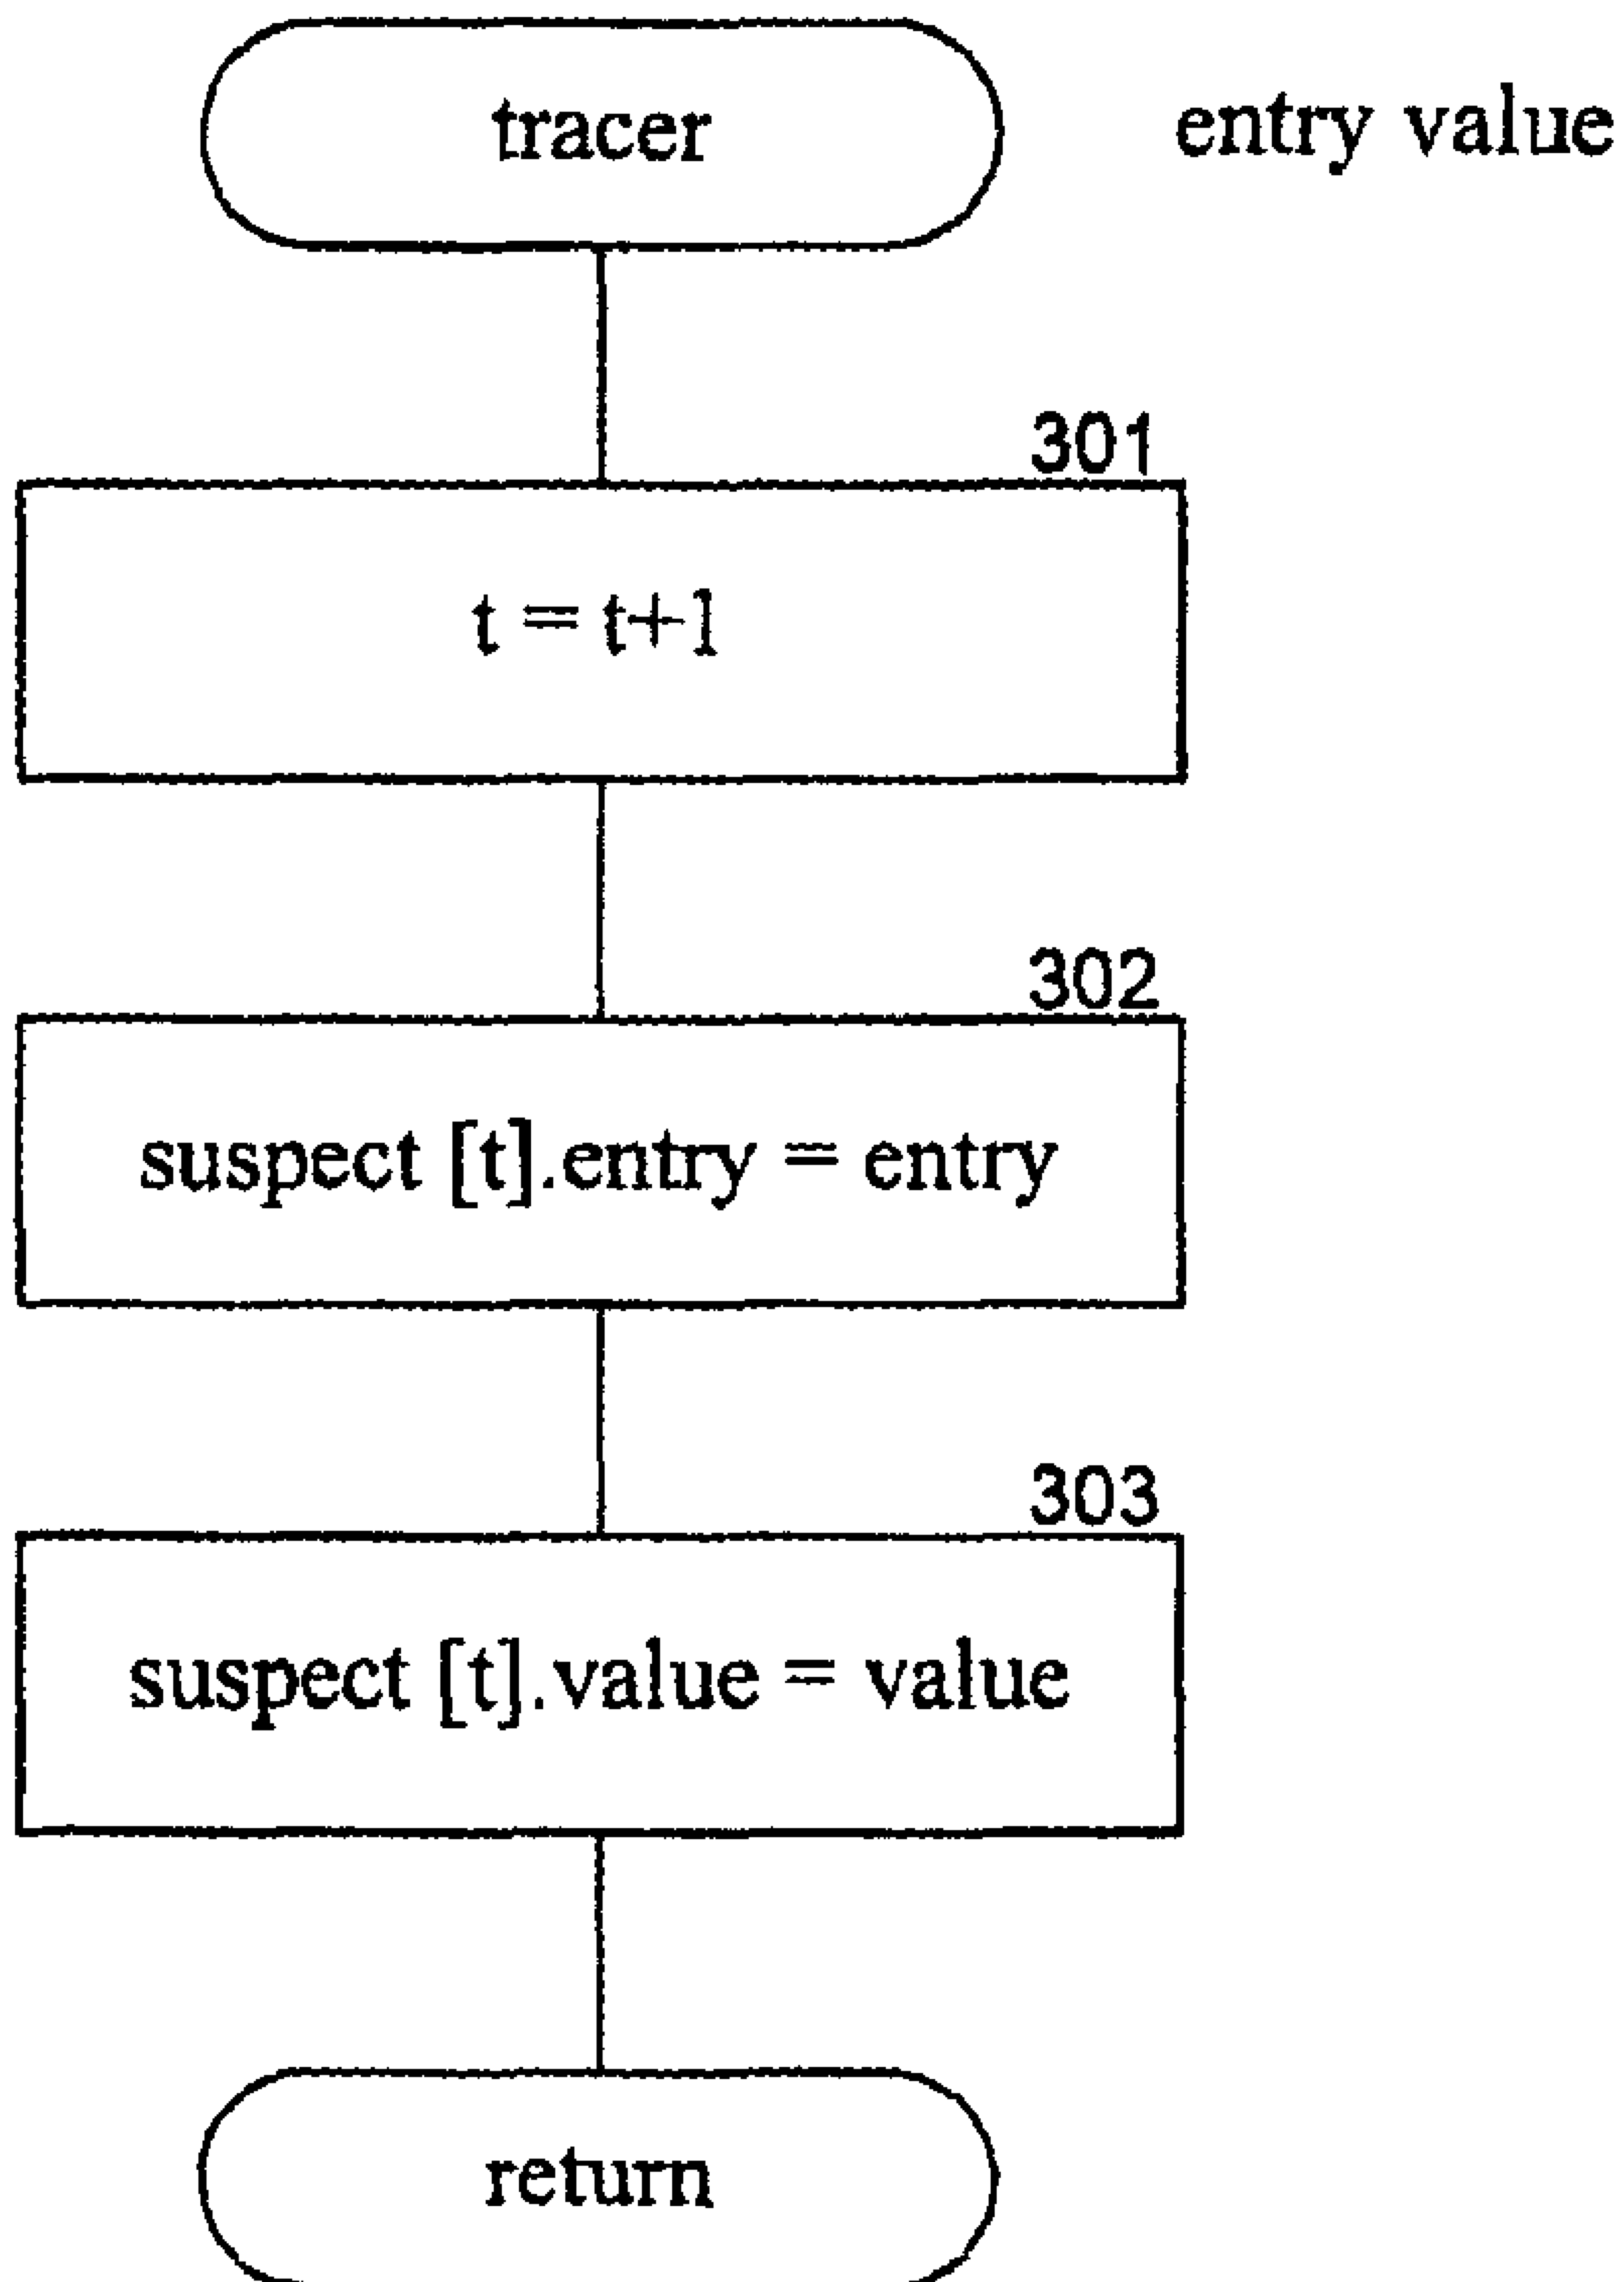 tracer entry value
301
t = t+1
302
suspect [t].entry = entry
303
suspect [t].value = value
return